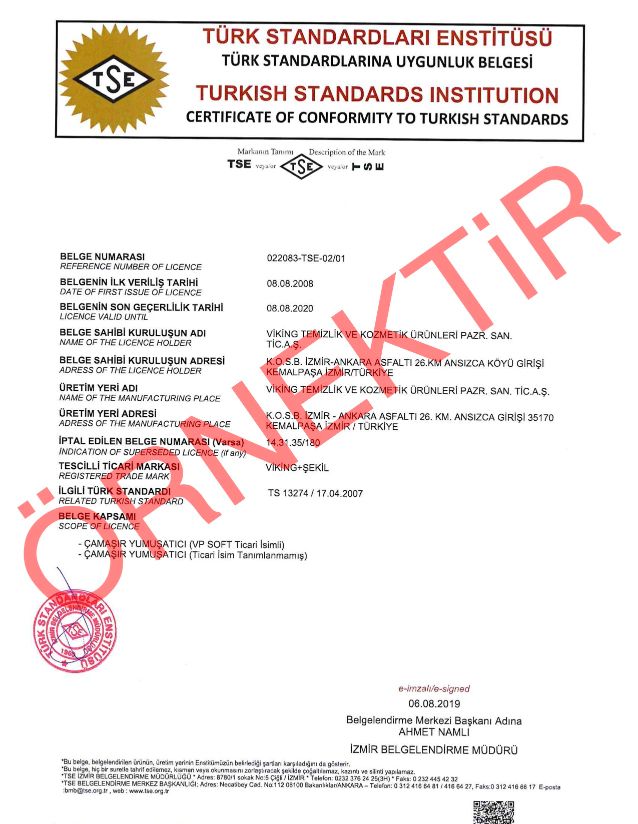 TÜRK STANDARDLARI ENSTİTÜSÜ
TÜRK STANDARDLARINA UYGUNLUK BELGESİ
TURKISH STANDARDS INSTITUTION
CERTIFICATE OF CONFORMITY TO TURKISH STANDARDS
TSE
Markanın Tanımı Description of the Mark
TSE veya/or TSE veya/or TSE
ÖRNEKTİR
BELGE NUMARASI 022083-TSE-02/01
REFERENCE NUMBER OF LICENCE
BELGENİN İLK VERİLİŞ TARİHİ 08.08.2008
DATE OF FIRST ISSUE OF LICENCE
BELGENİN SON GEÇERLİLİK TARİHİ 08.08.2020
LICENCE VALID UNTIL
BELGE SAHİBİ KURULUŞUN ADI VİKİNG TEMİZLİK VE KOZMETİK ÜRÜNLERİ PAZR. SAN.
NAME OF THE LICENCE HOLDER TİC.A.Ş.
BELGE SAHİBİ KURULUŞUN ADRESİ K.O.S.B. İZMİR-ANKARA ASFALTI 26.KM ANSIZCA KÖYÜ GİRİŞİ
ADRESS OF THE LICENCE HOLDER KEMALPAŞA İZMİR/TÜRKİYE
ÜRETİM YERİ ADI VİKİNG TEMİZLİK VE KOZMETİK ÜRÜNLERİ PAZR. SAN. TİC.A.Ş.
NAME OF THE MANUFACTURING PLACE
ÜRETİM YERİ ADRESİ K.O.S.B. İZMİR - ANKARA ASFALTI 26. KM. ANSIZCA GİRİŞİ 35170
ADRESS OF THE MANUFACTURING PLACE KEMALPAŞA İZMİR / TÜRKİYE
İPTAL EDİLEN BELGE NUMARASI (Varsa) 14.31.35/180
INDICATION OF SUPERSEDED LICENCE (if any)
TESCİLLİ TİCARİ MARKASI VİKİNG+ŞEKİL
REGISTERED TRADE MARK
İLGİLİ TÜRK STANDARDI TS 13274 / 17.04.2007
RELATED TURKISH STANDARD
BELGE KAPSAMI
SCOPE OF LICENCE
- ÇAMAŞIR YUMUŞATICI (VP SOFT Ticari İsimli)
- ÇAMAŞIR YUMUŞATICI (Ticari İsim Tanımlanmamış)
TÜRK STANDARDLARI ENSTİTÜSÜ
İZMİR BELGELENDİRME MÜDÜRLÜĞÜ
TSE
e-imzalı/e-signed
06.08.2019
Belgelendirme Merkezi Başkanı Adına
AHMET NAMLI
İZMİR BELGELENDİRME MÜDÜRÜ
*Bu belge, belgelendirilen ürünün, üretim yerinin Enstitümüzün belirlediği şartları karşıladığını da gösterir.
*Bu belge, hiç bir suretle tahrif edilemez, kısmen veya okunmasını zorlaştıracak şekilde çoğaltılamaz, kazıntı ve silinti yapılamaz.
*TSE İZMİR BELGELENDİRME MÜDÜRLÜĞÜ * Adres: 8780/1 sokak No:5 Çiğli / İZMİR * Telefon: 0232 376 24 25(3H) * Faks: 0 232 445 42 32
*TSE BELGELENDİRME MERKEZ BAŞKANLIĞI; Adres: Necatibey Cad. No:112 06100 Bakanlıklar/ANKARA – Telefon: 0 312 416 64 81 / 416 64 27, Faks:0 312 416 66 17 E-posta
:bmb@tse.org.tr , web : www.tse.org.tr